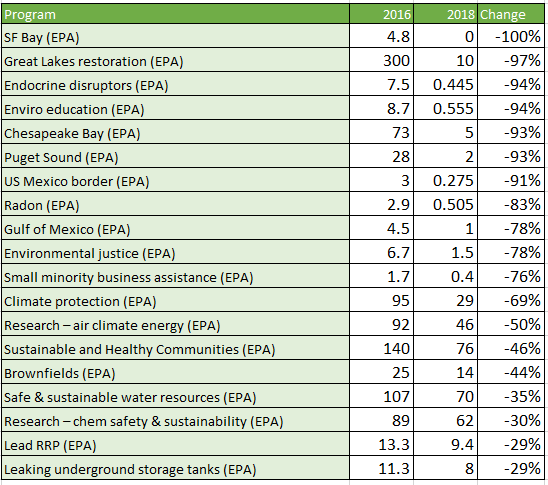 Program 2016 2018 Change
SF Bay (EPA) 4.8 0 -100%
Great Lakes restoration (EPA) 300 10 -97%
Endocrine disruptors (EPA) 7.5 0.445 -94%
Enviro education (EPA) 8.7 0.555 -94%
Chesapeake Bay (EPA) 73 5 -93%
Puget Sound (EPA) 28 2 -93%
US Mexico border (EPA) 3 0.275 -91%
Radon (EPA) 2.9 0.505 -83%
Gulf of Mexico (EPA) 4.5 1 -78%
Environmental justice (EPA) 6.7 1.5 -78%
Small minority business assistance (EPA) 1.7 0.4 -76%
Climate protection (EPA) 95 29 -69%
Research – air climate energy (EPA) 92 46 -50%
Sustainable and Healthy Communities (EPA) 140 76 -46%
Brownfields (EPA) 25 14 -44%
Safe & sustainable water resources (EPA) 107 70 -35%
Research – chem safety & sustainability (EPA) 89 62 -30%
Lead RRP (EPA) 13.3 9.4 -29%
Leaking underground storage tanks (EPA) 11.3 8 -29%